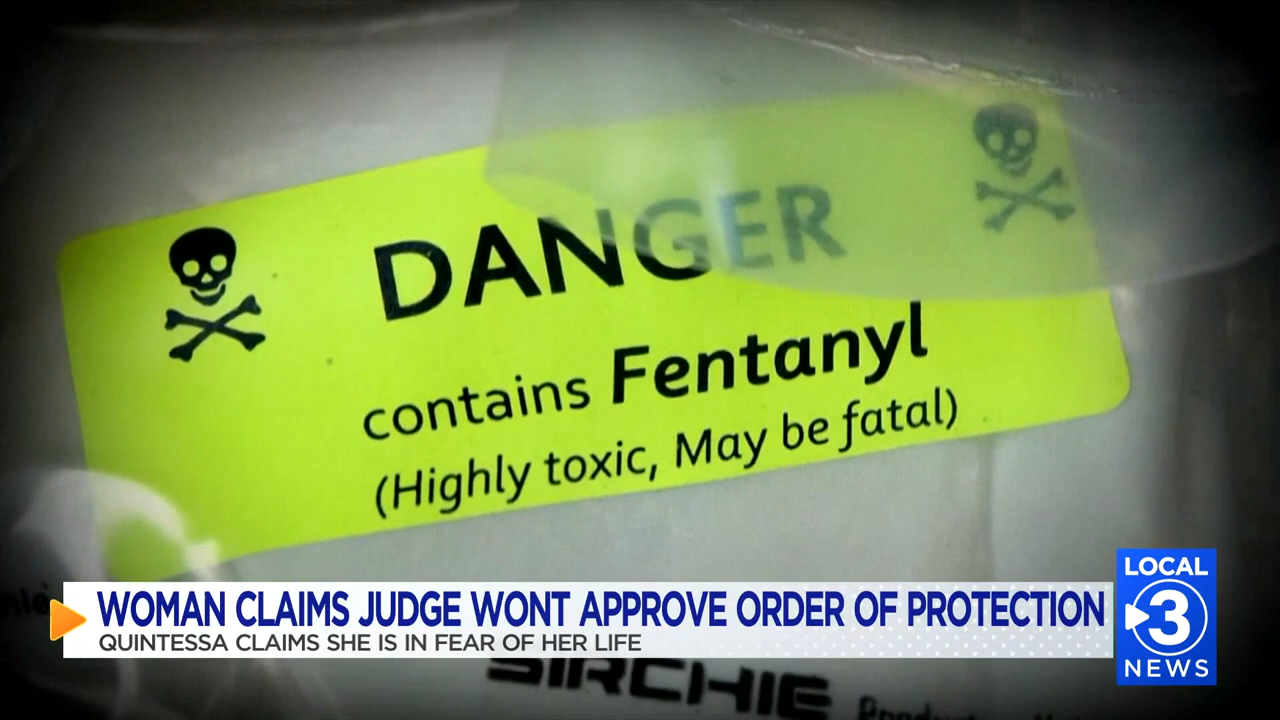 DANGER
contains Fentanyl
(Highly toxic, May be fatal)
WOMAN CLAIMS JUDGE WONT APPROVE ORDER OF PROTECTION
QUINTESSA CLAIMS SHE IS IN FEAR OF HER LIFE
LOCAL
3
NEWS
SIRCHIE